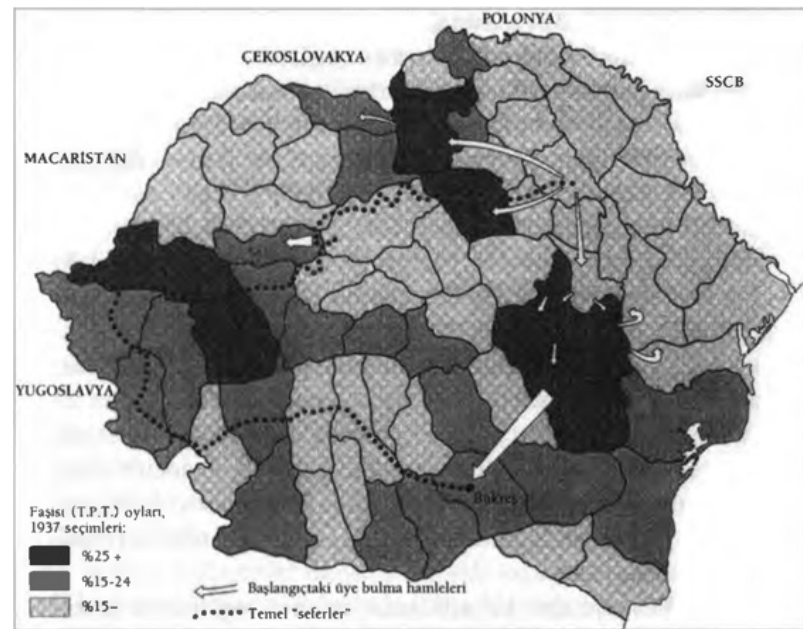 POLONYA
ÇEKOSLOVAKYA
SSCB
MACARİSTAN
YUGOSLAVYA
Bükreş
Faşist (T.P.T.) oyları,
1937 seçimleri:
%25 +
%15-24
%15–
Başlangıçtaki üye bulma hamleleri
Temel "seferler"